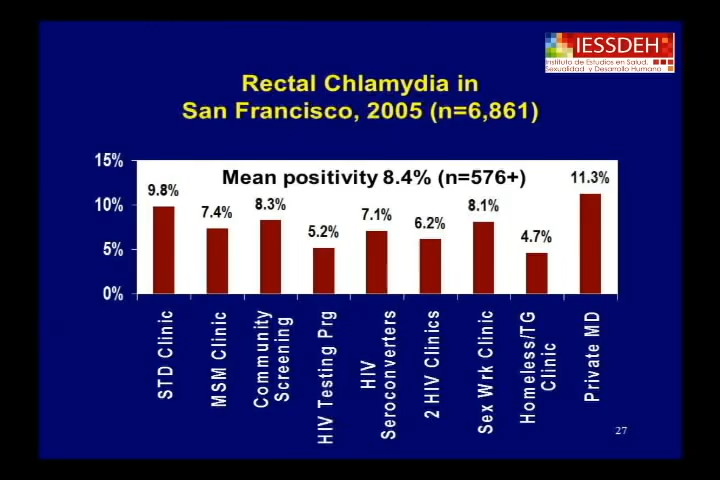 IESSDEH
Instituto de Estudios en Salud,
Sexualidad y Desarrollo Humano
Rectal Chlamydia in
San Francisco, 2005 (n=6,861)
Mean positivity 8.4% (n=576+)
15%
10%
5%
0%
9.8%
7.4%
8.3%
5.2%
7.1%
6.2%
8.1%
4.7%
11.3%
STD Clinic
MSM Clinic
Community
Screening
HIV Testing Prg
HIV
Seroconverters
2 HIV Clinics
Sex Wrk Clinic
Homeless/TG
Clinic
Private MD
27